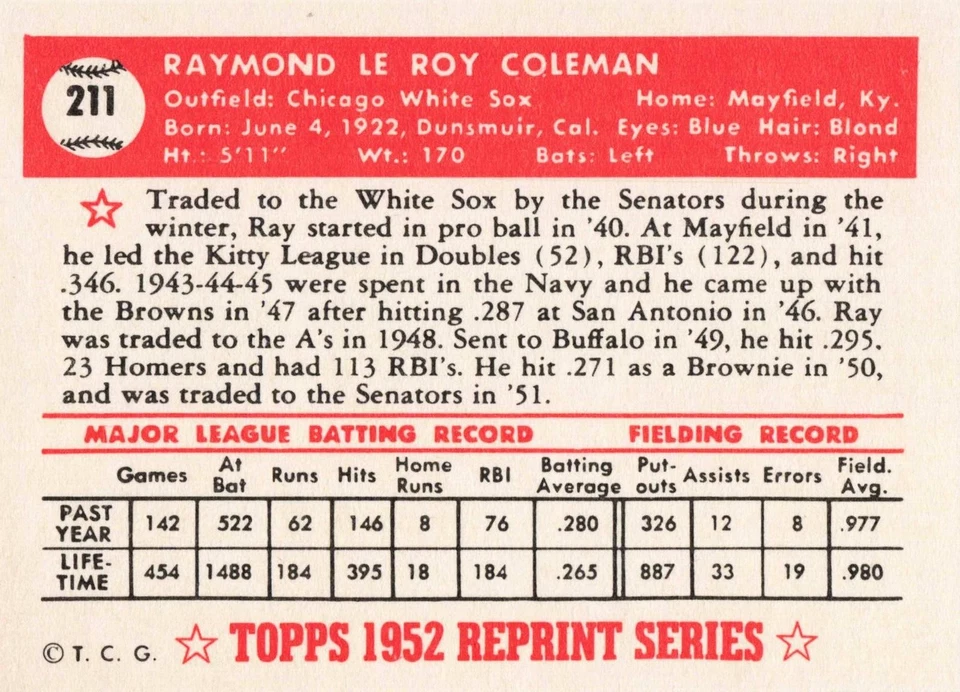 211
RAYMOND LE ROY COLEMAN
Outfield: Chicago White Sox Home: Mayfield, Ky.
Born: June 4, 1922, Dunsmuir, Cal. Eyes: Blue Hair: Blond
Ht.: 5'11" Wt.: 170 Bats: Left Throws: Right
Traded to the White Sox by the Senators during the
winter, Ray started in pro ball in '40. At Mayfield in '41,
he led the Kitty League in Doubles (52), RBI's (122), and hit
.346. 1943-44-45 were spent in the Navy and he came up with
the Browns in '47 after hitting .287 at San Antonio in '46. Ray
was traded to the A's in 1948. Sent to Buffalo in '49, he hit .295.
23 Homers and had 113 RBI's. He hit .271 as a Brownie in '50,
and was traded to the Senators in '51.
MAJOR LEAGUE BATTING RECORD FIELDING RECORD
Games At Bat Runs Hits Home Runs RBI Batting Average Put-outs Assists Errors Field. Avg.
PAST YEAR 142 522 62 146 8 76 .280 326 12 8 .977
LIFE-TIME 454 1488 184 395 18 184 .265 887 33 19 .980
© T. C. G. TOPPS 1952 REPRINT SERIES